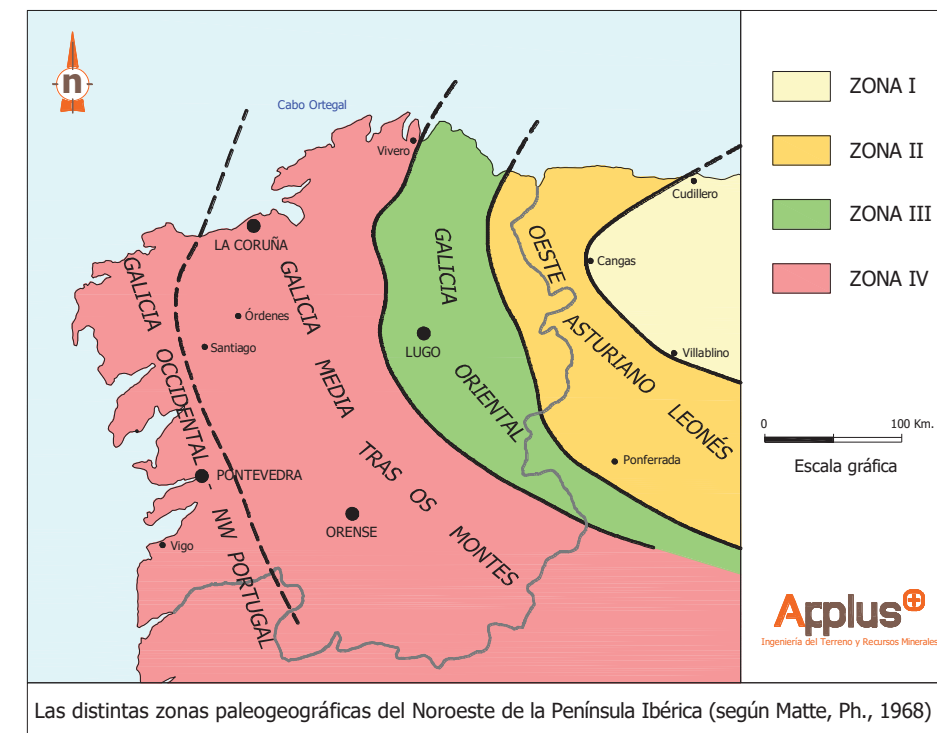 n
Cabo Ortegal
Vivero
Cudillero
LA CORUÑA
Cangas
Órdenes
Santiago
LUGO
Villablino
Ponferrada
PONTEVEDRA
ORENSE
Vigo
GALICIA OCCIDENTAL - NW PORTUGAL
GALICIA MEDIA TRAS OS MONTES
GALICIA ORIENTAL
OESTE ASTURIANO LEONÉS
ZONA I
ZONA II
ZONA III
ZONA IV
0 100 Km.
Escala gráfica
Applus+
Ingeniería del Terreno y Recursos Minerales
Las distintas zonas paleogeográficas del Noroeste de la Península Ibérica (según Matte, Ph., 1968)